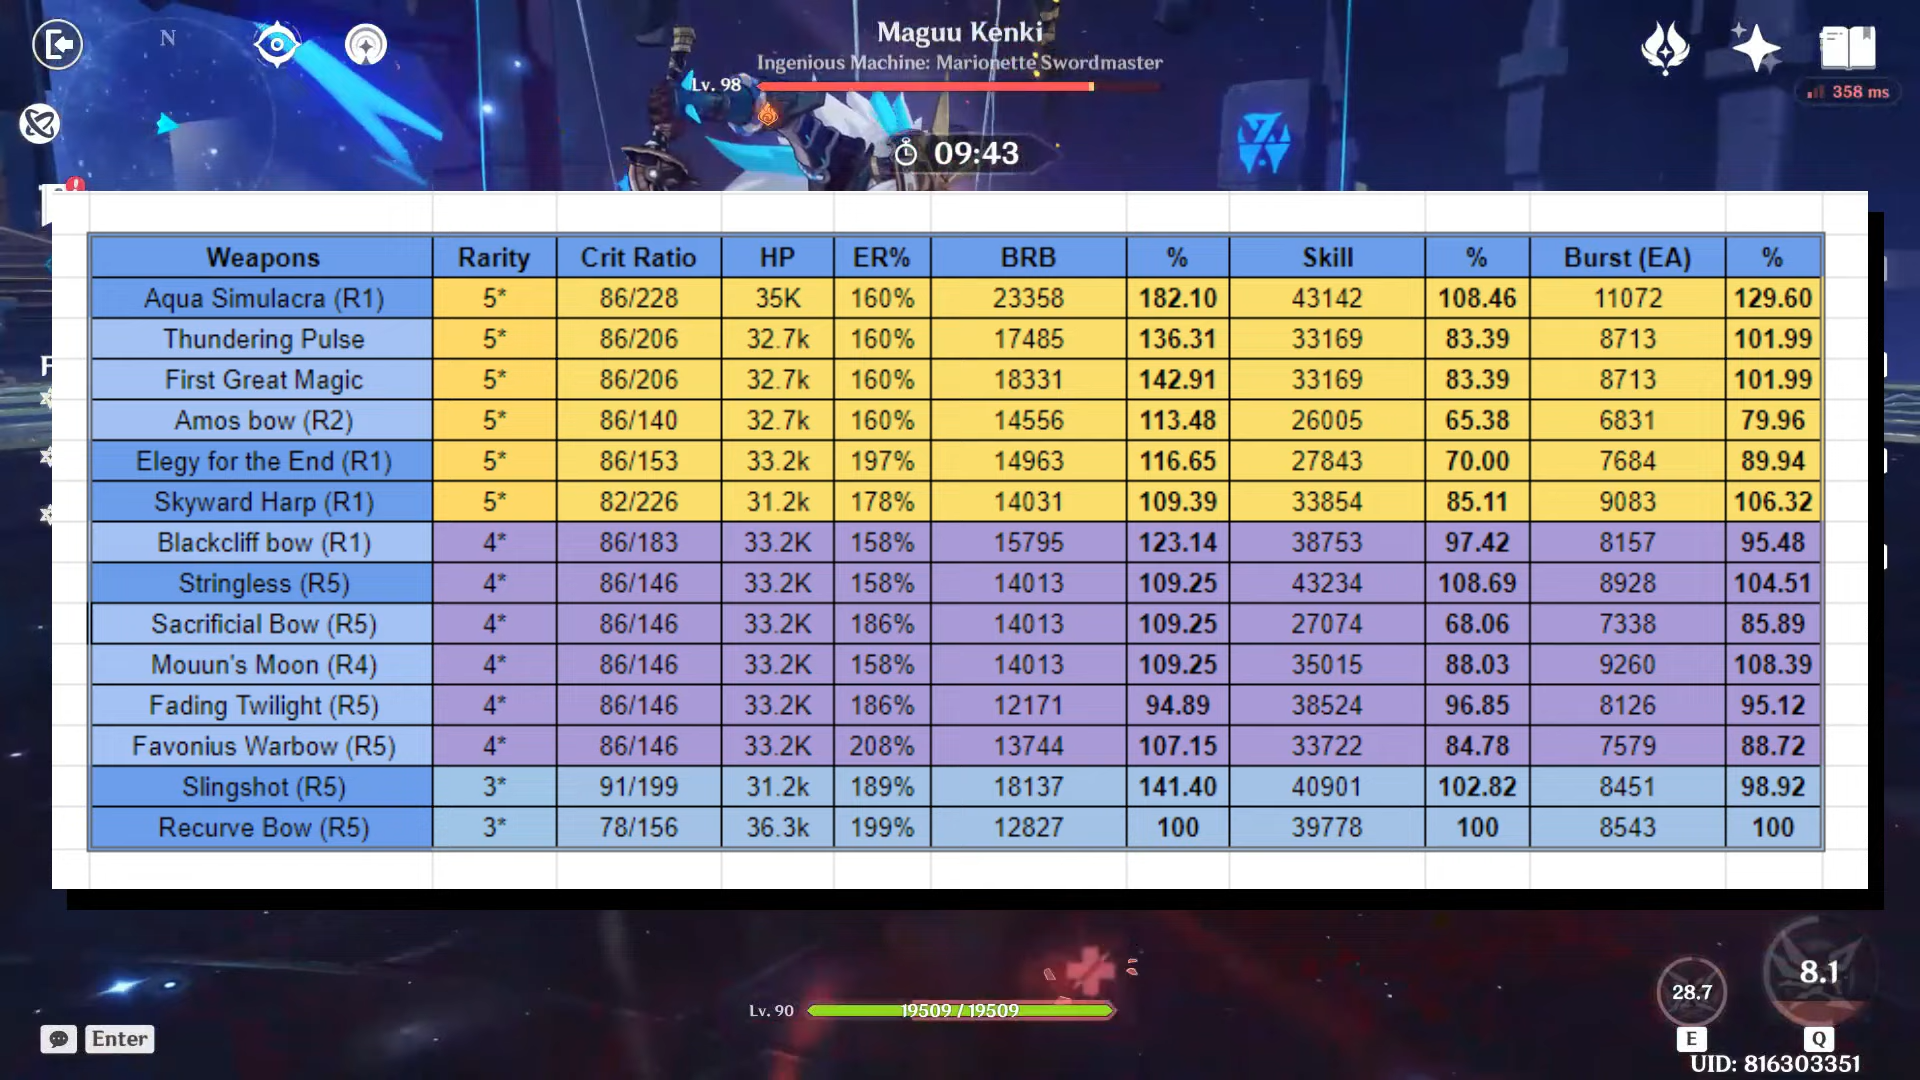 N
Maguu Kenki
Ingenious Machine: Marionette Swordmaster
Lv. 98
358 ms
09:43
Weapons Rarity Crit Ratio HP ER% BRB % Skill % Burst (EA) %
Aqua Simulacra (R1) 5* 86/228 35K 160% 23358 182.10 43142 108.46 11072 129.60
Thundering Pulse 5* 86/206 32.7k 160% 17485 136.31 33169 83.39 8713 101.99
First Great Magic 5* 86/206 32.7k 160% 18331 142.91 33169 83.39 8713 101.99
Amos bow (R2) 5* 86/140 32.7k 160% 14556 113.48 26005 65.38 6831 79.96
Elegy for the End (R1) 5* 86/153 33.2k 197% 14963 116.65 27843 70.00 7684 89.94
Skyward Harp (R1) 5* 82/226 31.2k 178% 14031 109.39 33854 85.11 9083 106.32
Blackcliff bow (R1) 4* 86/183 33.2K 158% 15795 123.14 38753 97.42 8157 95.48
Stringless (R5) 4* 86/146 33.2K 158% 14013 109.25 43234 108.69 8928 104.51
Sacrificial Bow (R5) 4* 86/146 33.2K 186% 14013 109.25 27074 68.06 7338 85.89
Mouun's Moon (R4) 4* 86/146 33.2K 158% 14013 109.25 35015 88.03 9260 108.39
Fading Twilight (R5) 4* 86/146 33.2K 186% 12171 94.89 38524 96.85 8126 95.12
Favonius Warbow (R5) 4* 86/146 33.2K 208% 13744 107.15 33722 84.78 7579 88.72
Slingshot (R5) 3* 91/199 31.2k 189% 18137 141.40 40901 102.82 8451 98.92
Recurve Bow (R5) 3* 78/156 36.3k 199% 12827 100 39778 100 8543 100
8.1
28.7
Lv. 90 19509 / 19509
Enter
E Q
UID: 816303351